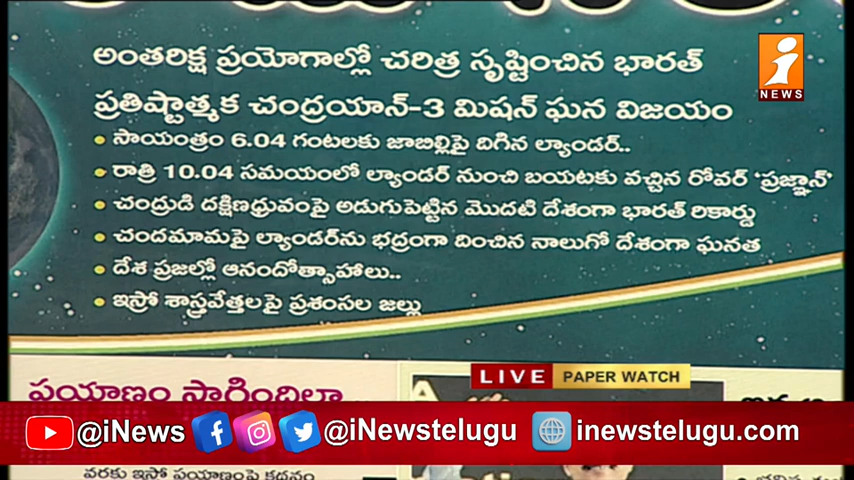 అంతరిక్ష ప్రయోగాల్లో చరిత్ర సృష్టించిన భారత్
ప్రతిష్టాత్మక చంద్రయాన్-3 మిషన్ ఘన విజయం
• సాయంత్రం 6.04 గంటలకు జాబిల్లిపై దిగిన ల్యాండర్..
• రాత్రి 10.04 సమయంలో ల్యాండర్ నుంచి బయటకు వచ్చిన రోవర్ 'ప్రజ్ఞాన్'
• చంద్రుడి దక్షిణధ్రువంపై అడుగుపెట్టిన మొదటి దేశంగా భారత్ రికార్డు
• చందమామపై ల్యాండర్‌ను భద్రంగా దించిన నాలుగో దేశంగా ఘనత
• దేశ ప్రజల్లో ఆనందోత్సాహాలు..
• ఇస్రో శాస్త్రవేత్తలపై ప్రశంసల జల్లు
i
NEWS
పయాణం సాగిందిలా..
LIVE PAPER WATCH
@iNews @iNewstelugu inewstelugu.com
వరకు ఇస్రో పయాణంపై కథనం